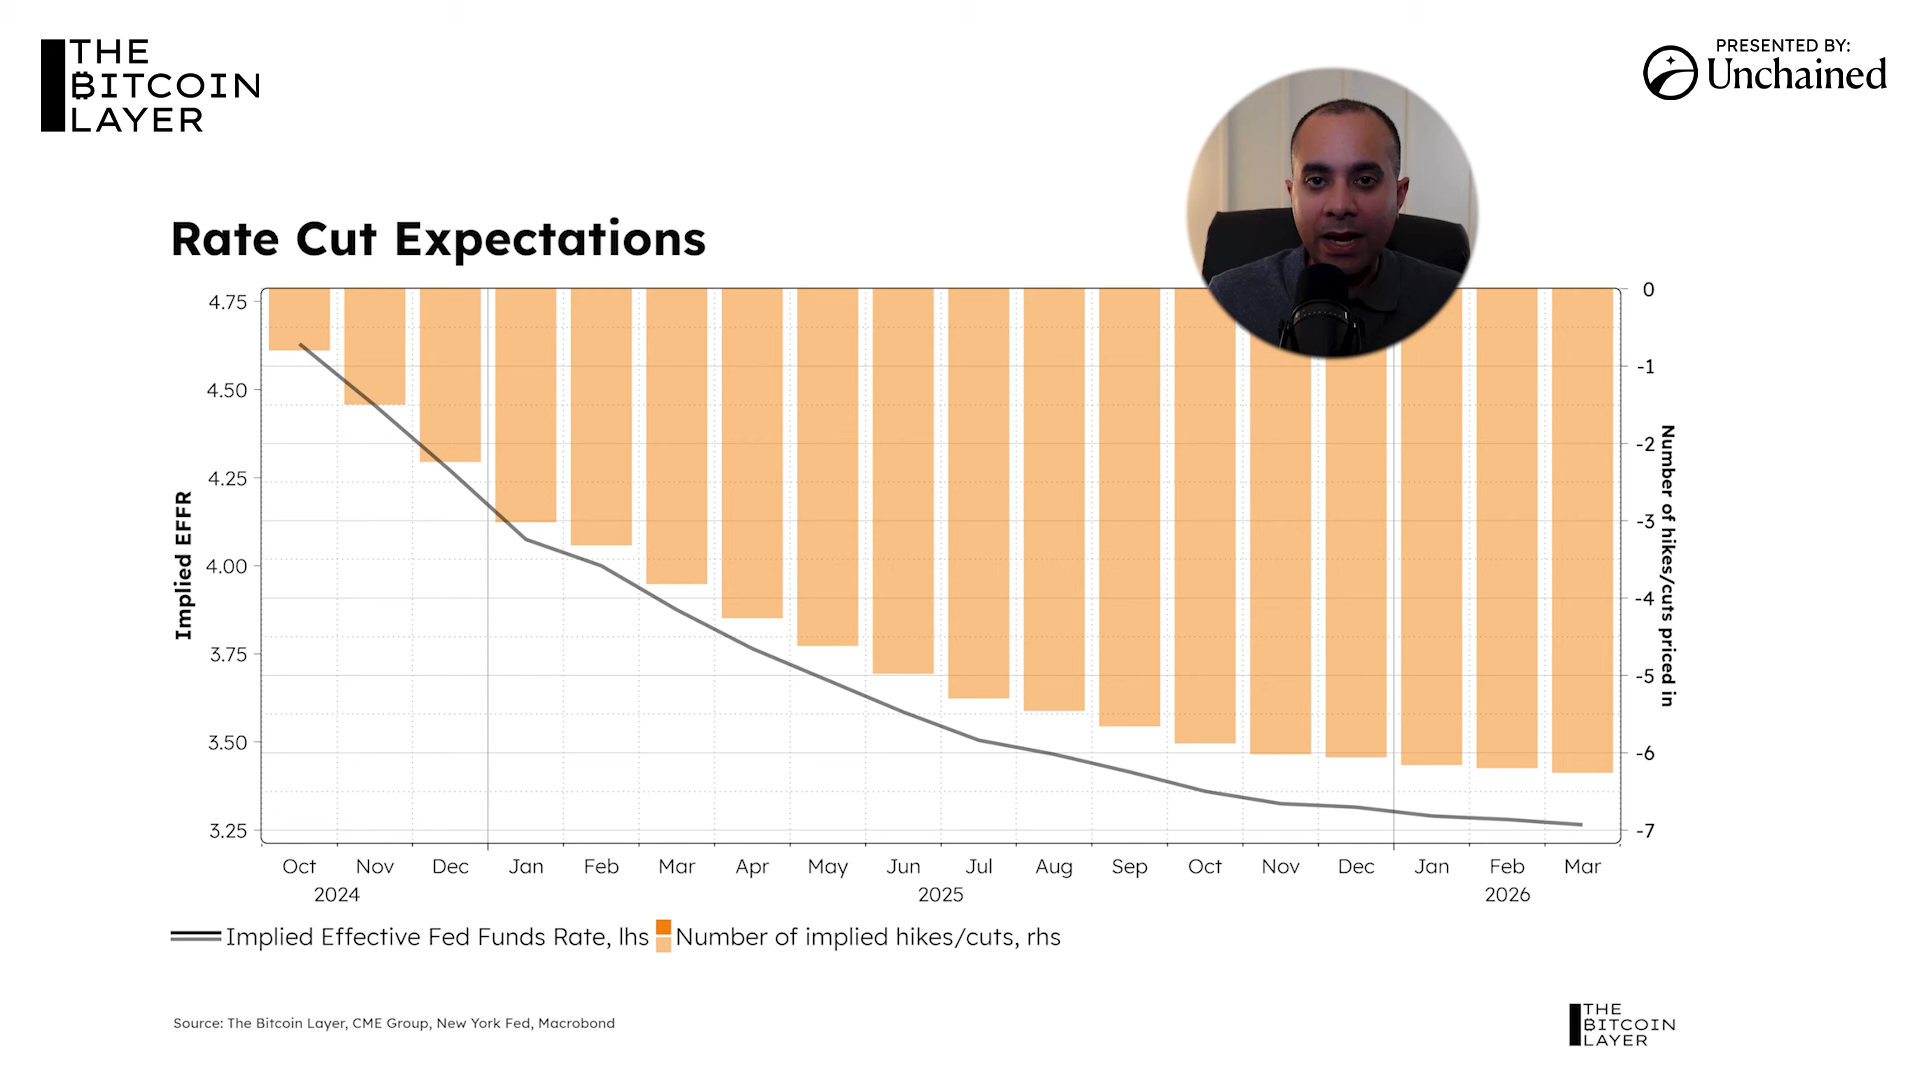 THE
BITCOIN
LAYER
PRESENTED BY:
Unchained
Rate Cut Expectations
4.75
4.50
4.25
4.00
3.75
3.50
3.25
Implied EFFR
0
-1
-2
-3
-4
-5
-6
-7
Number of hikes/cuts priced in
Oct Nov Dec Jan Feb Mar Apr May Jun Jul Aug Sep Oct Nov Dec Jan Feb Mar
2024 2025 2026
Implied Effective Fed Funds Rate, lhs Number of implied hikes/cuts, rhs
Source: The Bitcoin Layer, CME Group, New York Fed, Macrobond
THE
BITCOIN
LAYER